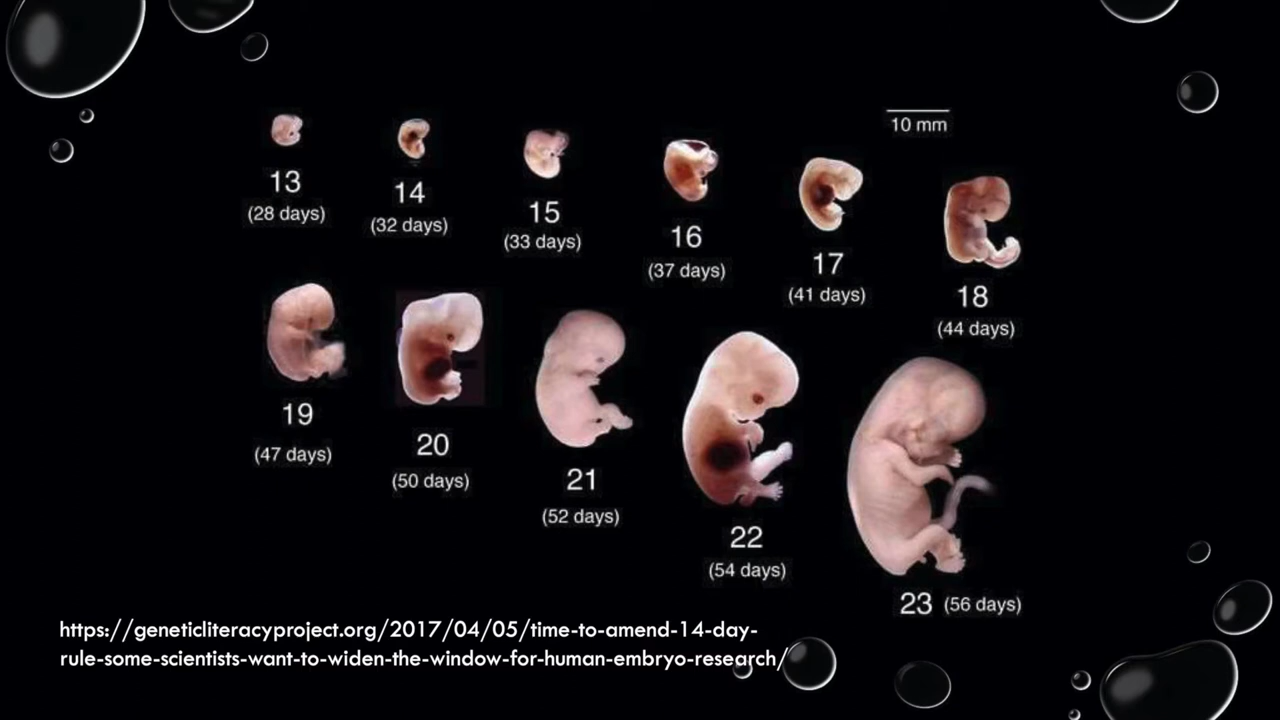 10 mm
13
(28 days)
14
(32 days)
15
(33 days)
16
(37 days)
17
(41 days)
18
(44 days)
19
(47 days)
20
(50 days)
21
(52 days)
22
(54 days)
23 (56 days)
https://geneticliteracyproject.org/2017/04/05/time-to-amend-14-day-
rule-some-scientists-want-to-widen-the-window-for-human-embryo-research/